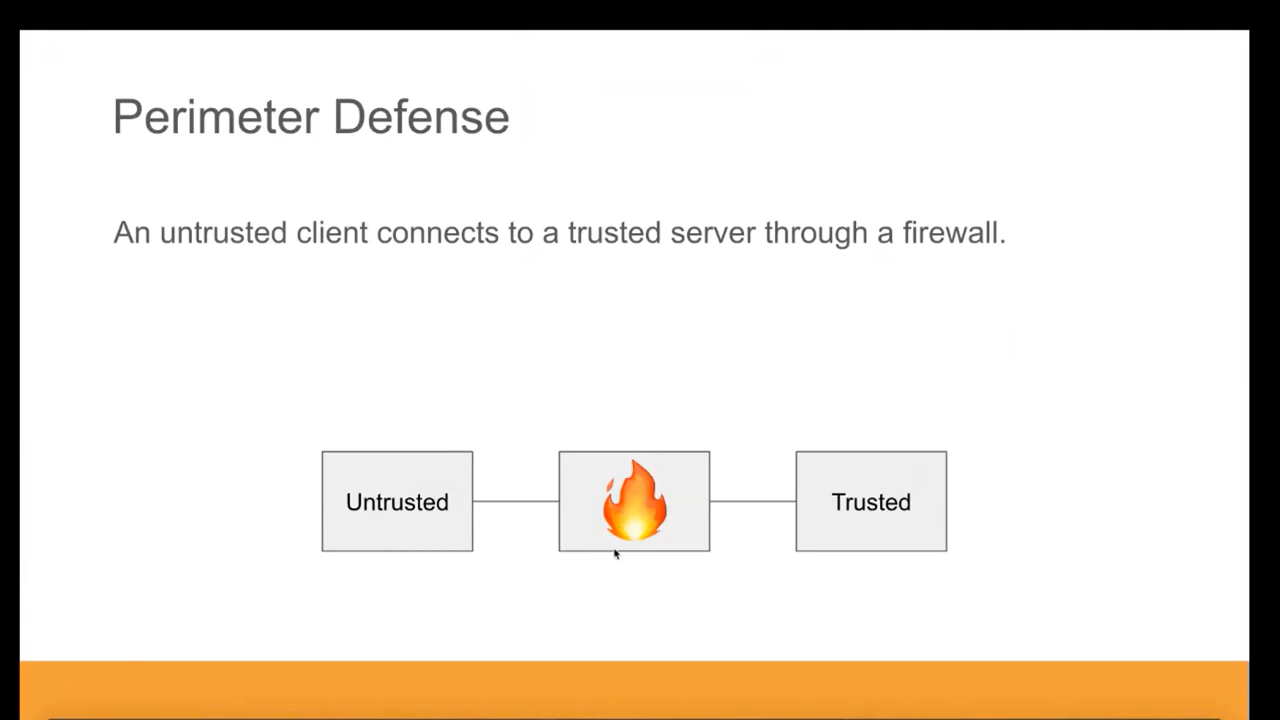 Perimeter Defense
An untrusted client connects to a trusted server through a firewall.
Untrusted
Trusted